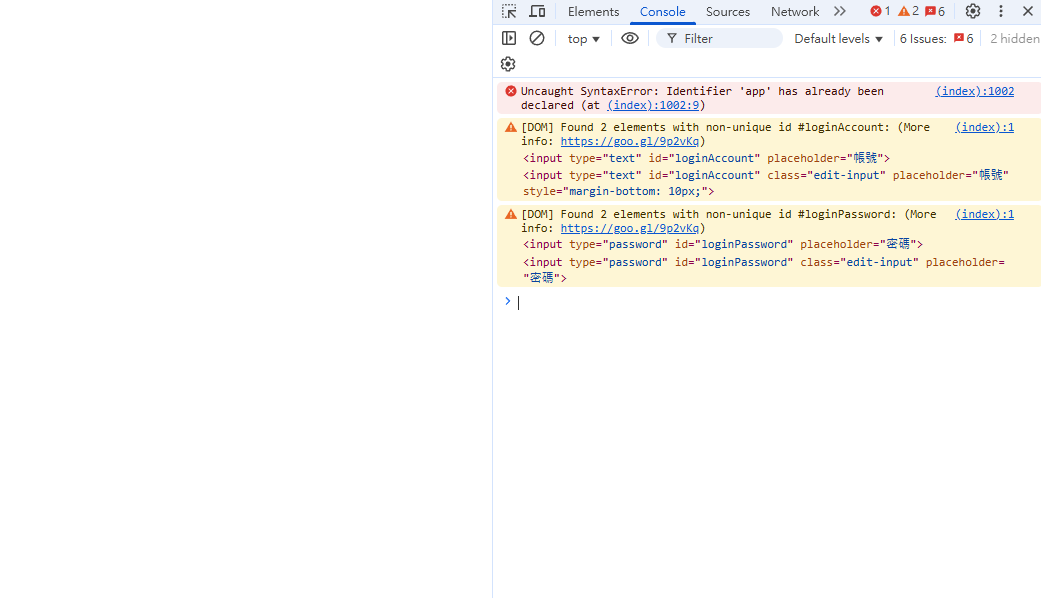 Elements Console Sources Network 1 2 6
top Filter Default levels 6 Issues: 6 2 hidden
Uncaught SyntaxError: Identifier 'app' has already been (index):1002
declared (at (index):1002:9)
[DOM] Found 2 elements with non-unique id #loginAccount: (More (index):1
info: https://goo.gl/9p2vKq)
<input type="text" id="loginAccount" placeholder="帳號">
<input type="text" id="loginAccount" class="edit-input" placeholder="帳號"
style="margin-bottom: 10px;">
[DOM] Found 2 elements with non-unique id #loginPassword: (More (index):1
info: https://goo.gl/9p2vKq)
<input type="password" id="loginPassword" placeholder="密碼">
<input type="password" id="loginPassword" class="edit-input" placeholder=
"密碼">